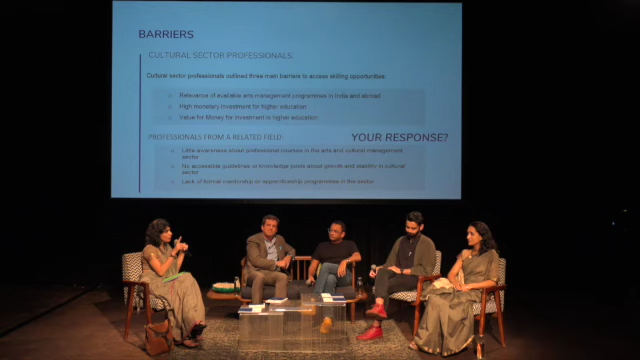 BARRIERS
CULTURAL SECTOR PROFESSIONALS
Cultural sector professionals outlined three main barriers to access skilling opportunities:
Relevance of available arts management programmes in India and abroad
High monetary investment for higher education
Value for Money for investment in higher education
PROFESSIONALS FROM A RELATED FIELD
YOUR RESPONSE?
Little awareness about professional courses in the arts and cultural management
sector
No accessible guidelines or knowledge posts about growth and stability in cultural
sector
Lack of formal mentorship or apprenticeship programmes in the sector